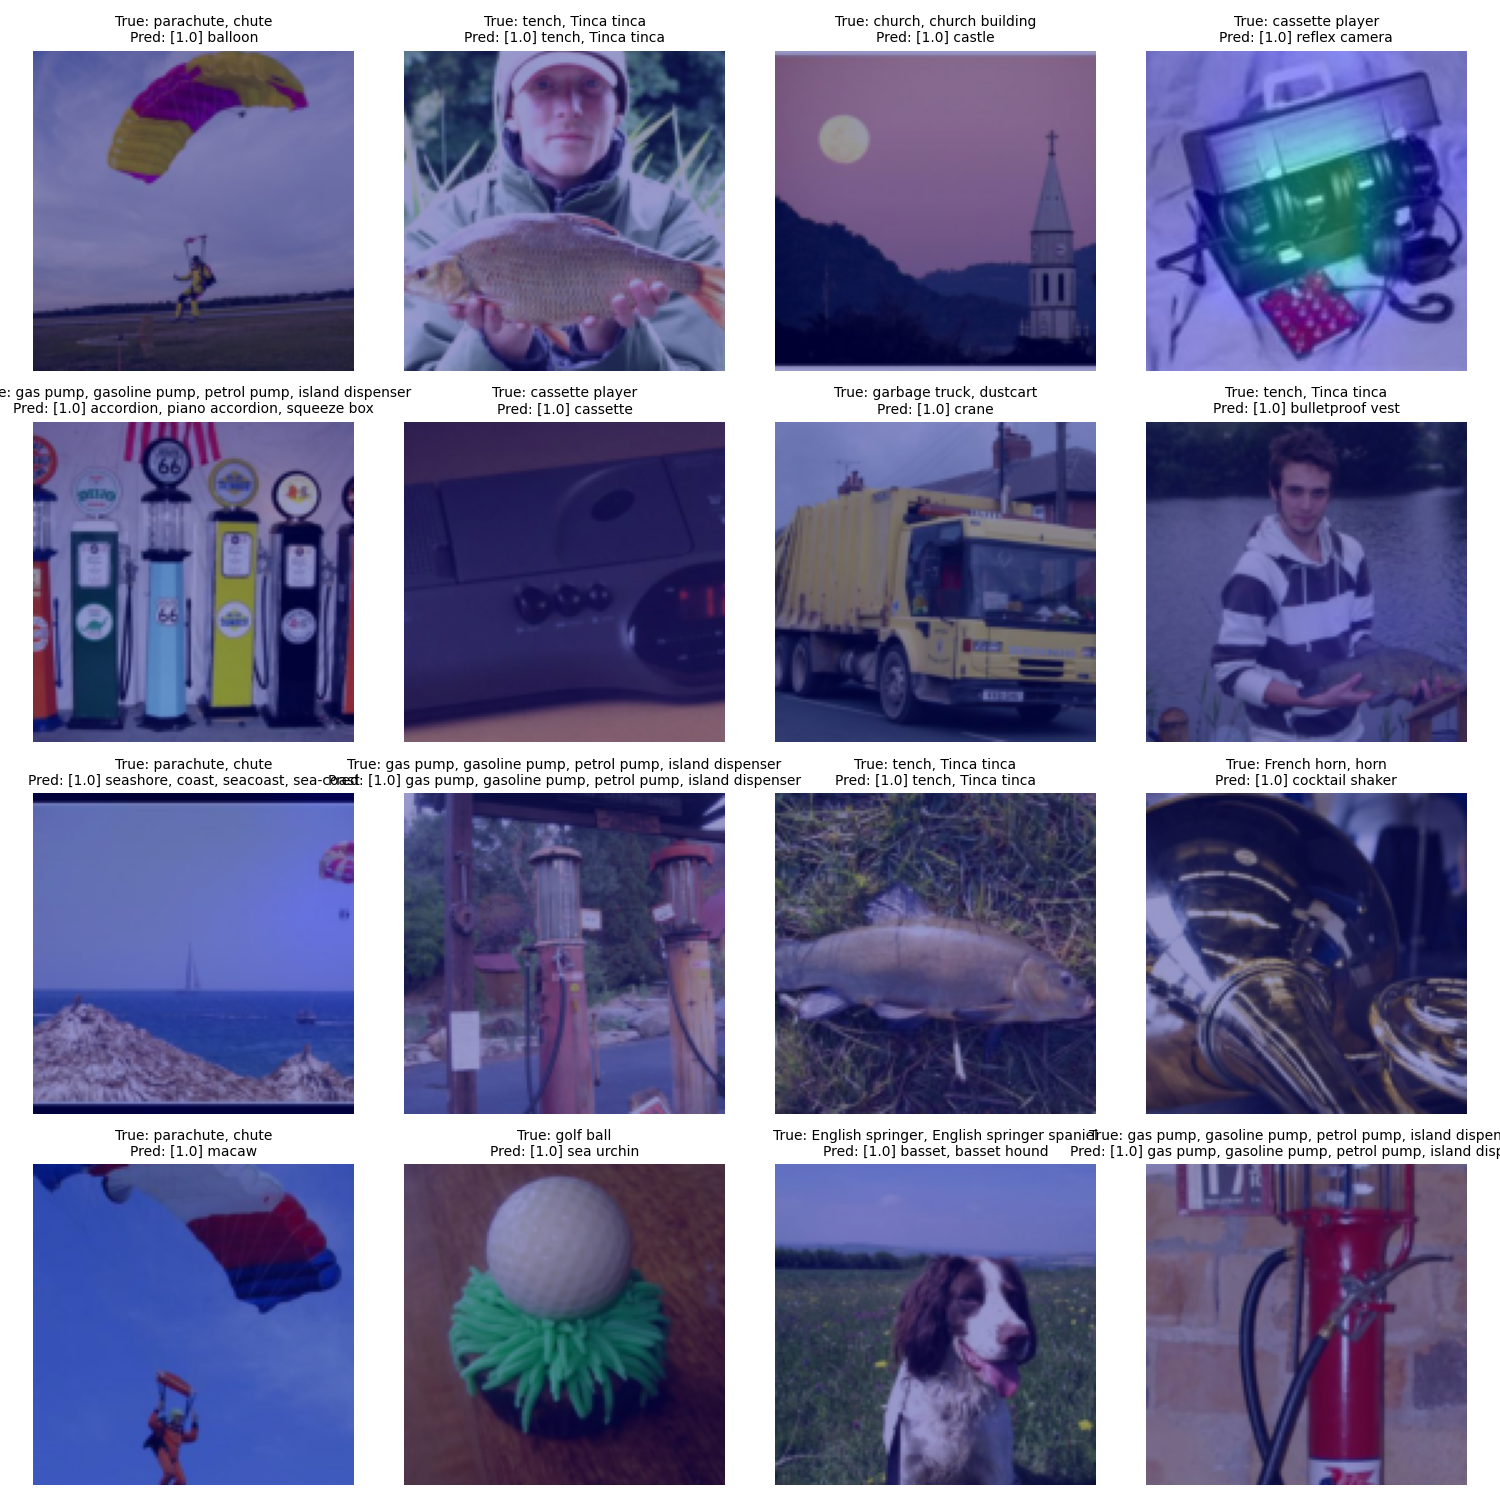 True: parachute, chute
Pred: [1.0] balloon
True: tench, Tinca tinca
Pred: [1.0] tench, Tinca tinca
True: church, church building
Pred: [1.0] castle
True: cassette player
Pred: [1.0] reflex camera
e: gas pump, gasoline pump, petrol pump, island dispenser
Pred: [1.0] accordion, piano accordion, squeeze box
True: cassette player
Pred: [1.0] cassette
True: garbage truck, dustcart
Pred: [1.0] crane
True: tench, Tinca tinca
Pred: [1.0] bulletproof vest
66
66
True: parachute, chute
Pred: [1.0] seashore, coast, seacoast, sea-coast
True: gas pump, gasoline pump, petrol pump, island dispenser
Pred: [1.0] gas pump, gasoline pump, petrol pump, island dispenser
True: tench, Tinca tinca
Pred: [1.0] tench, Tinca tinca
True: French horn, horn
Pred: [1.0] cocktail shaker
True: parachute, chute
Pred: [1.0] macaw
True: golf ball
Pred: [1.0] sea urchin
True: English springer, English springer spaniel
Pred: [1.0] basset, basset hound
True: gas pump, gasoline pump, petrol pump, island dispen
Pred: [1.0] gas pump, gasoline pump, petrol pump, island disp
17